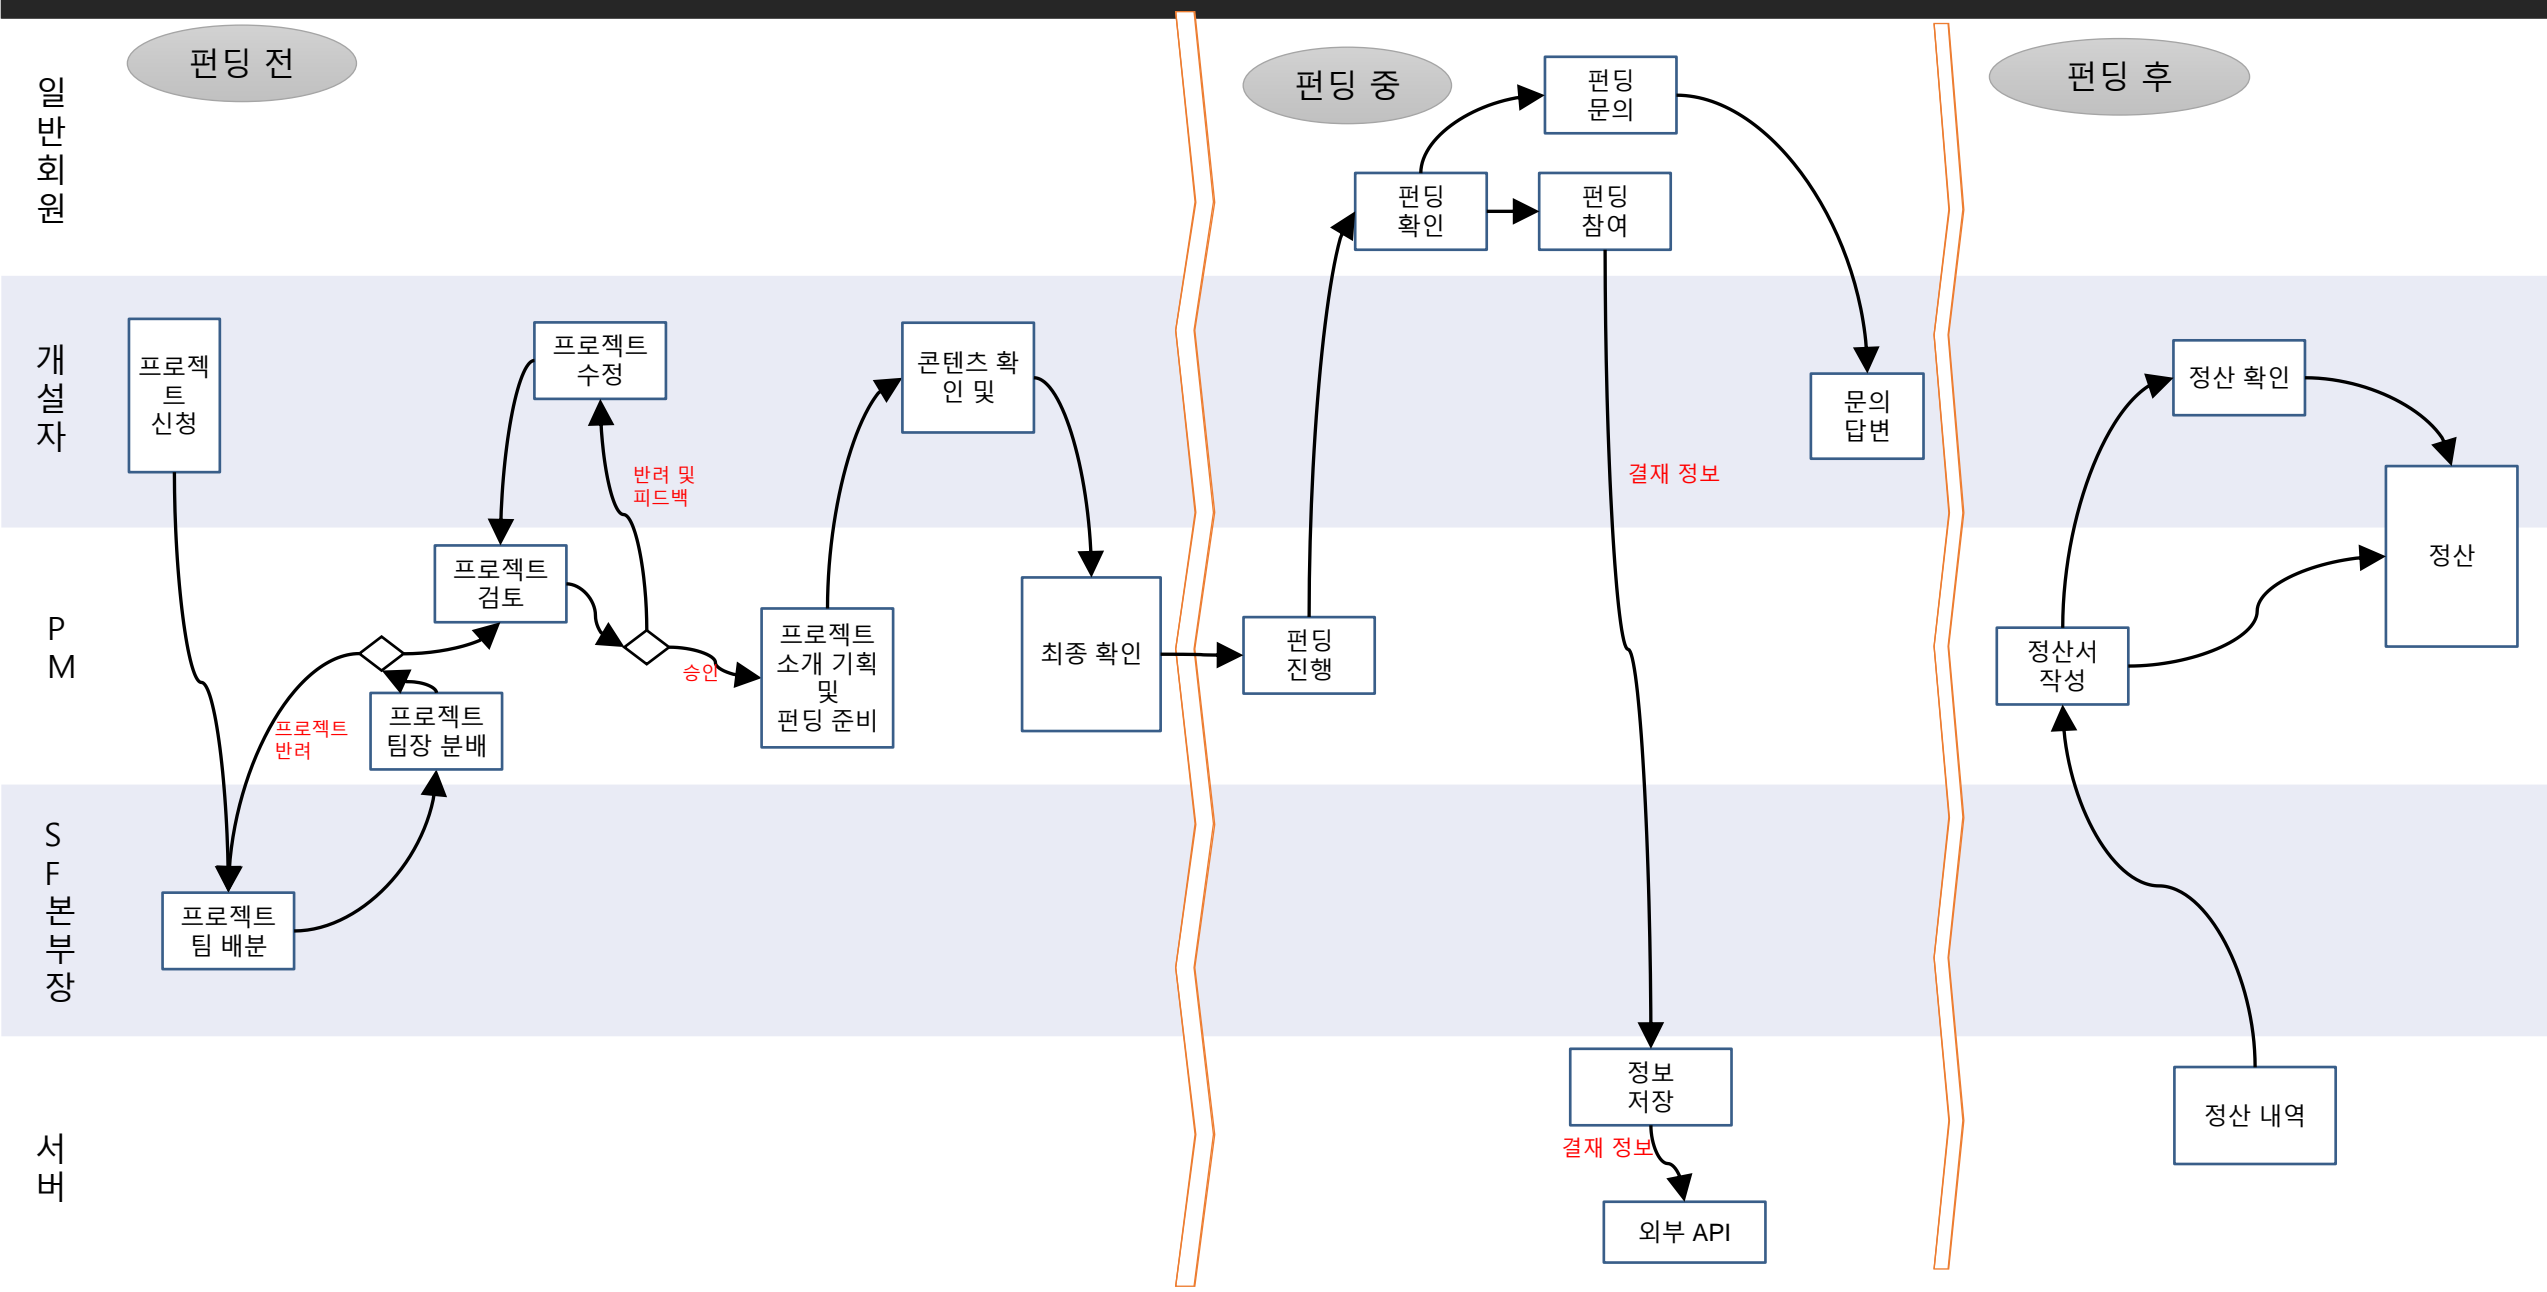 펀딩 전
펀딩 중
펀딩 후
일
반
회
원
펀딩
문의
펀딩
확인
펀딩
참여
개
설
자
프로젝
트
신청
프로젝트
수정
반려 및
피드백
콘텐츠 확
인 및
결재 정보
문의
답변
정산 확인
정산
P
M
프로젝트
검토
승인
프로젝트
반려
프로젝트
팀장 분배
프로젝트
소개 기획
및
펀딩 준비
최종 확인
펀딩
진행
정산서
작성
S
F
본
부
장
프로젝트
팀 배분
서
버
정보
저장
결재 정보
외부 API
정산 내역